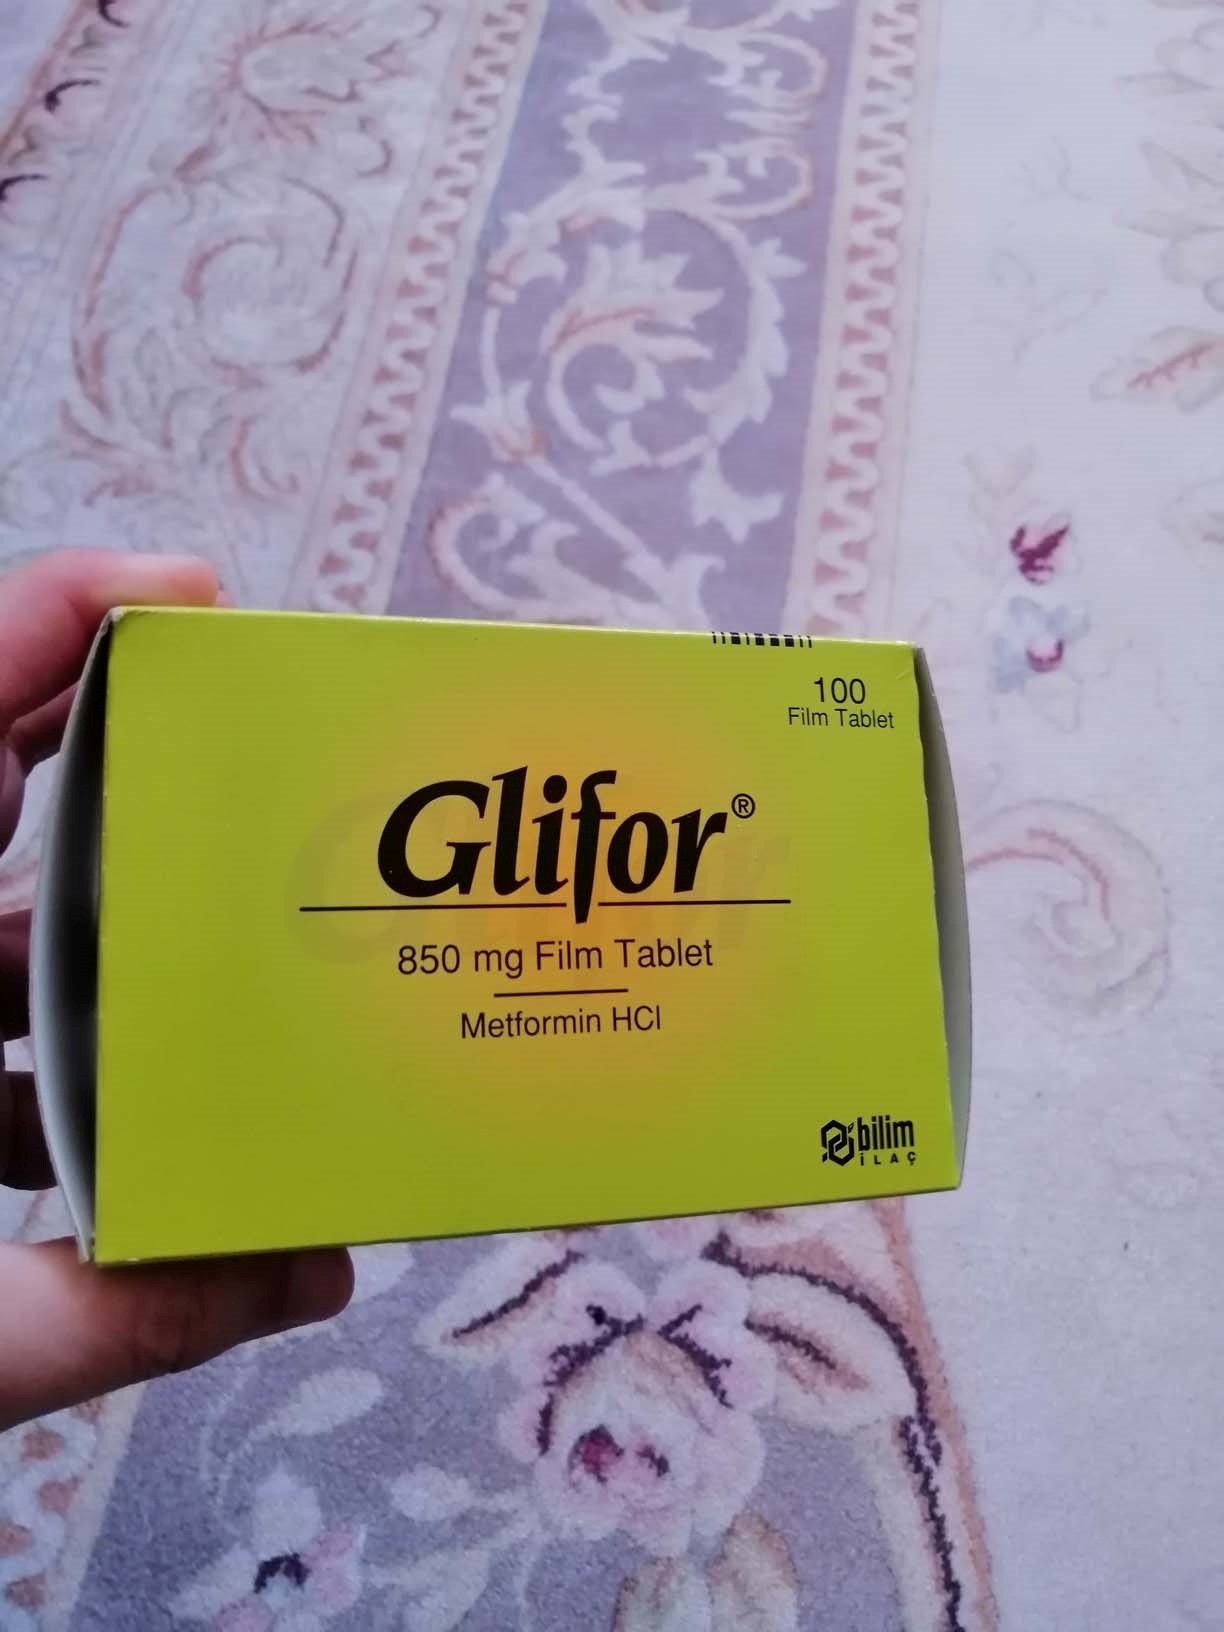 100
Film Tablet
Glifor®
850 mg Film Tablet
Metformin HCl
bilim
İLAÇ